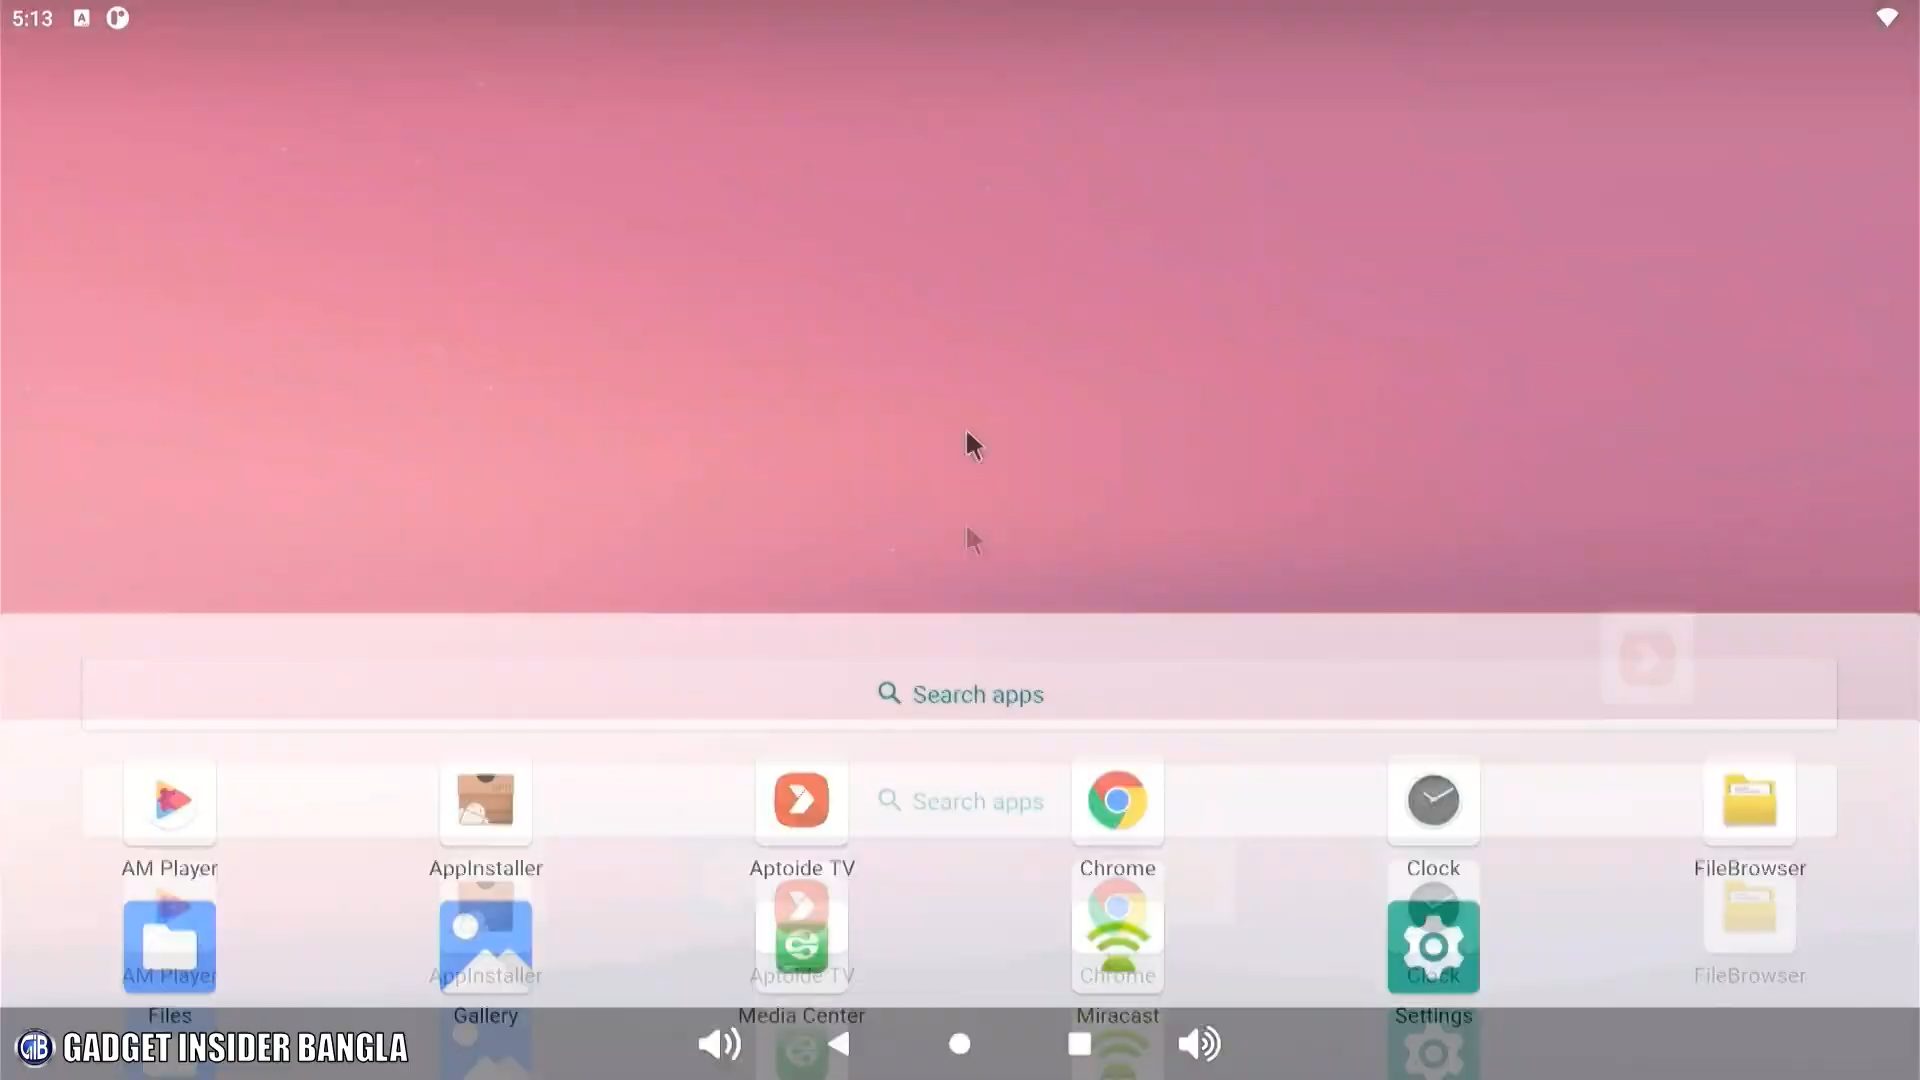 5:13
Search apps
Search apps
AM Player AppInstaller Aptoide TV Chrome Clock FileBrowser
AM Player AppInstaller Aptoide TV Chrome Clock FileBrowser
Files Gallery Media Center Miracast Settings
GIB GADGET INSIDER BANGLA